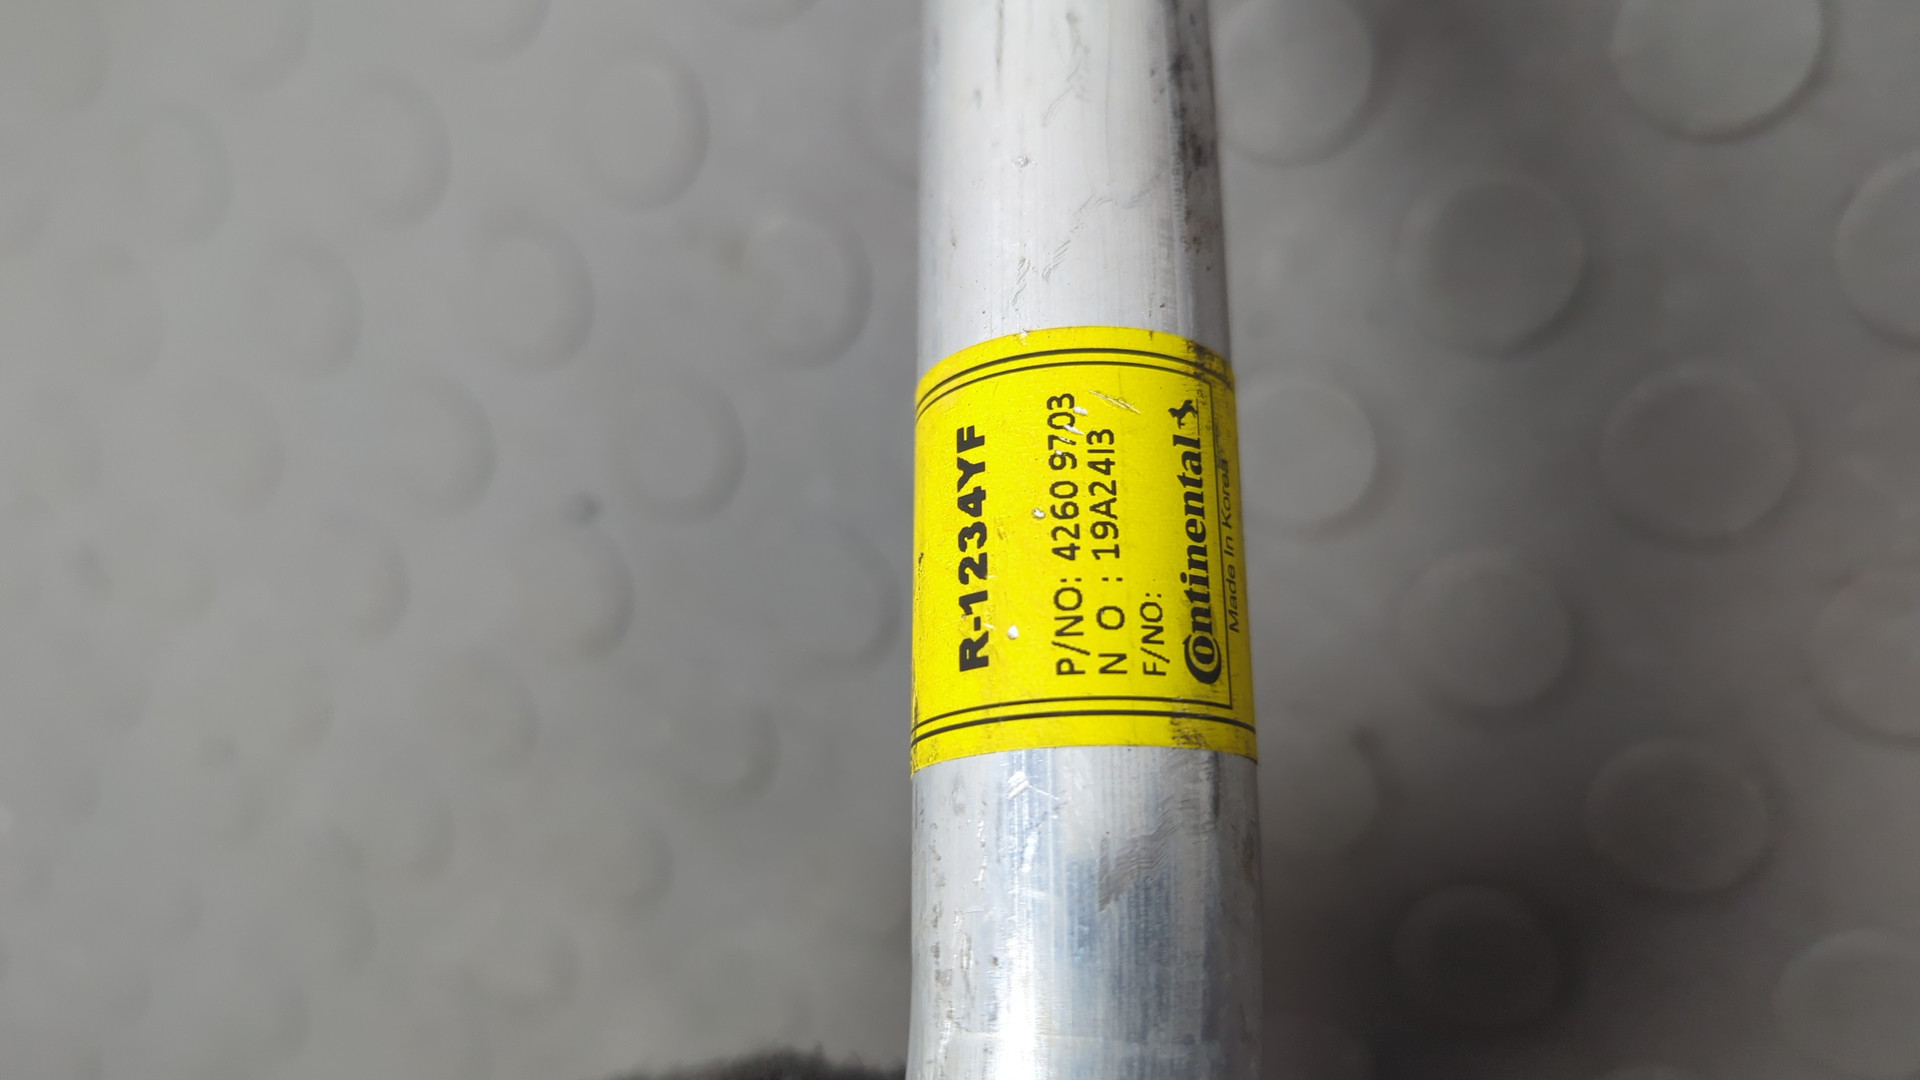 R-1234YF
P/NO: 4260 9703
N O : 19A24I3
F/NO:
Continental
Made In Korea